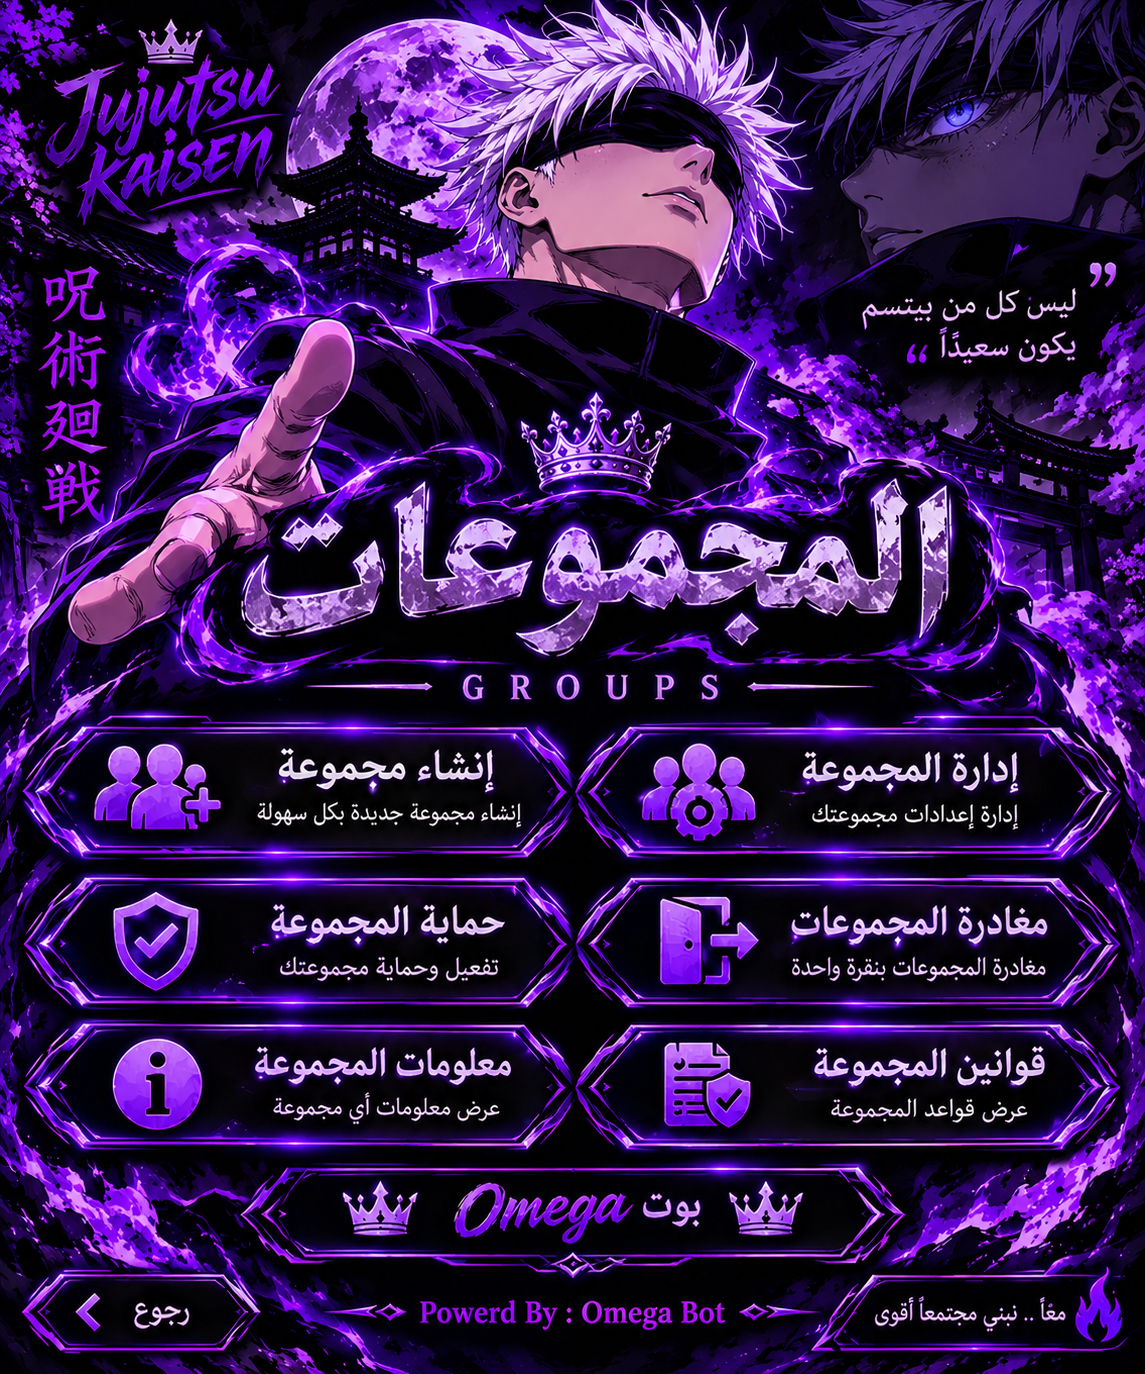 Jujutsu
Kaisen
呪術廻戦
” ليس كل من بيتسم
يكون سعيدًاً “
المجموعات
GROUPS
إدارة المجموعة
إدارة إعدادات مجموعتك
إنشاء مجموعة
إنشاء مجموعة جديدة بكل سهولة
مغادرة المجموعات
مغادرة المجموعات بنقرة واحدة
حماية المجموعة
تفعيل وحماية مجموعتك
قوانين المجموعة
عرض قواعد المجموعة
معلومات المجموعة
عرض معلومات أي مجموعة
بوت Omega
رجوع
Powerd By : Omega Bot
معًاً .. نبني مجتمعاً أقوى